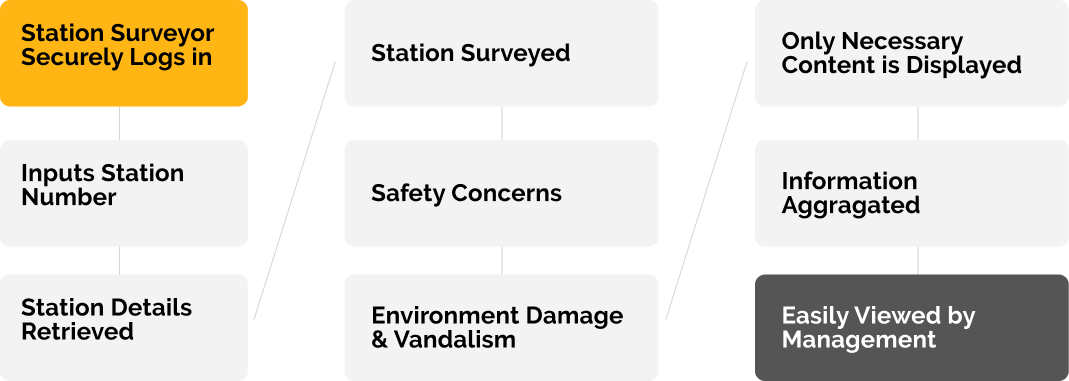 Station Surveyor
Securely Logs in
Inputs Station
Number
Station Details
Retrieved
Station Surveyed
Safety Concerns
Environment Damage
& Vandalism
Only Necessary
Content is Displayed
Information
Aggragated
Easily Viewed by
Management